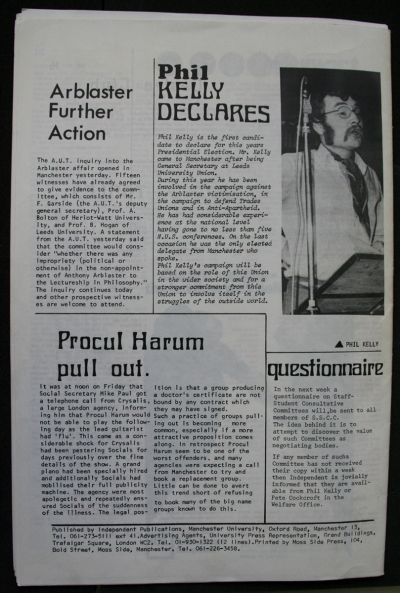 Arblaster
Further
Action
The A.U.T. inquiry into the
Arblaster affair opened in
Manchester yesterday. Fifteen
witnesses have already agreed
to give evidence to the comm-
ittee, which consists of Mr.
F. Garside (the A.U.T.'s deputy
general secretary), Prof. A.
Bolton of Heriot-Watt Univers-
ity, and Prof. B. Hogan of
Leeds University. A statement
from the A.U.T. yesterday said
that the committee would cons-
ider "whether there was any
impropriety (political or
otherwise) in the non-appoint-
ment of Anthony Arblaster to
the Lectureship in Philosophy."
The inquiry continues today
and other prospective witness-
es are welcome to attend.
Phil
KELLY
DECLARES
Phil Kelly is the first candi-
date to declare for this years
Presidential Election. Mr. Kelly
came to Manchester after being
General Secretary at Leeds
University Union.
During this year he has been
involved in the campaign against
the Arblaster victimisation, in
the campaign to defend Trades
Unions and in Anti-Apartheid.
He has had considerable experi-
ence at the national level
having gone to no less than five
N.U.S. conferences. On the last
occasion he was the only elected
delegate from Manchester who
spoke.
Phil Kelly's campaign will be
based on the role of this Union
in the wider society and for a
stronger commitment from this
Union to involve itself in the
struggles of the outside world.
▲ PHIL KELLY
Procul Harum
pull out.
It was at noon on Friday that
Social Secretary Mike Paul got
a telephone call from Crysalis,
a large London agency, inform-
ing him that Procul Harum would
not be able to play the follow-
ing day as the lead guitarist
had 'flu'. This came as a con-
siderable shock for Crysalis
had been pestering Socials for
days previously over the fine
details of the show. A grand
piano had been specially hired
and additionally Socials had
mobilised their full publicity
machine. The agency were most
apologetic and repeatedly ens-
ured Socials of the suddenness
of the illness. The legal pos-
ition is that a group producing
a doctor's certificate are not
bound by any contract which
they may have signed.
Such a practice of groups pull-
ing out is becoming more
common, especially if a more
attractive proposition comes
along. In retrospect Procul
Harum seem to be one of the
worst offenders, and many
agencies were expecting a call
from Manchester to try and
book a replacement group.
Little can be done to avert
this trend short of refusing
to book many of the big name
groups known to do this.
questionnaire
In the next week a
questionnaire on Staff-
Student Consultative
Committees will be sent to all
members of S.S.C.C.
The idea behind it is to
attempt to discover the value
of such Committees as
negotiating bodies.
If any member of such
Committee has not received
their copy within a week
then Independent is
informed that they are avail-
able from Phil Kelly or
Pete Cockcroft in the
Welfare Office.
Published by Independent Publications, Manchester University, Oxford Road, Manchester 13,
Tel. 061-273-5111 ext 41. Advertising Agents, University Press Representation, Grand Buildings,
Trafalgar Square, London WC2. Tel. 01-930-1322 (12 lines). Printed by Moss Side Press, 104,
Bold Street, Moss Side, Manchester. Tel. 061-226-3458.